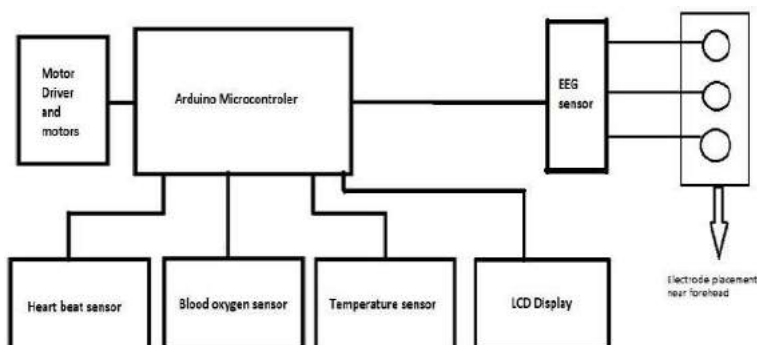 Motor
Driver
and
motors
Arduino Microcontroler
EEG
sensor
Heart beat sensor
Blood oxygen sensor
Temperature sensor
LCD Display
Electrode placement
near forehead